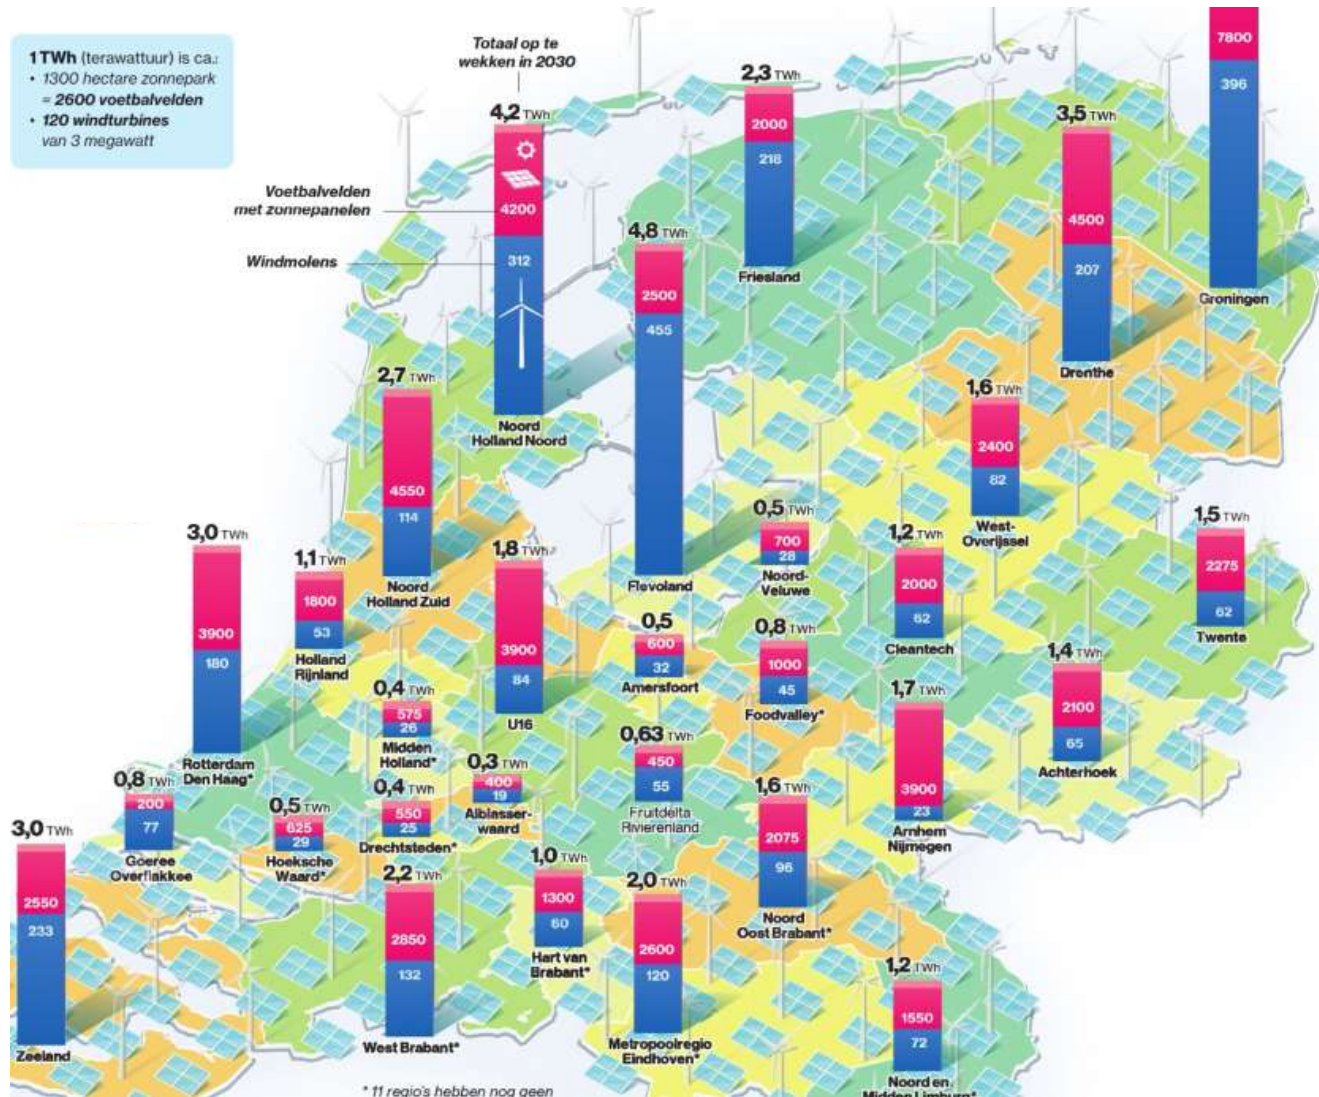 1 TWh (terawattuur) is ca.:
• 1300 hectare zonnepark
= 2600 voetbalvelden
• 120 windturbines
van 3 megawatt
Totaal op te
wekken in 2030
4,2 TWh
Voetbalvelden
met zonnepanelen
4200
Windmolens
312
Noord
Holland Noord
2,3 TWh
2000
218
Friesland
7800
396
Groningen
3,5 TWh
4500
207
Drenthe
4,8 TWh
2500
455
Flevoland
2,7 TWh
4550
114
Noord
Holland Zuid
1,6 TWh
2400
82
West-
Overijssel
3,0 TWh
3900
180
Rotterdam
Den Haag*
1,1 TWh
1800
53
Holland
Rijnland
1,8 TWh
3900
84
U16
0,5 TWh
700
28
Noord-
Veluwe
1,2 TWh
2000
62
Cleantech
1,5 TWh
2275
62
Twente
0,5
600
32
Amersfoort
0,8 TWh
1000
45
Foodvalley*
1,4 TWh
2100
65
Achterhoek
0,4 TWh
575
26
Midden
Holland*
1,7 TWh
3900
23
Arnhem
Nijmegen
0,63 TWh
450
55
Fruitdelta
Rivierenland
0,8 TWh
200
77
Goeree
Overflakkee
0,5 TWh
625
29
Hoeksche
Waard*
0,4 TWh
550
25
Drechtsteden*
0,3 TWh
400
19
Alblasser-
waard
1,6 TWh
2075
96
Noord
Oost Brabant*
3,0 TWh
2550
233
Zeeland
2,2 TWh
2850
132
West Brabant*
1,0 TWh
1300
60
Hart van
Brabant*
2,0 TWh
2600
120
Metropoolregio
Eindhoven*
1,2 TWh
1550
72
Noord en
Midden Limburg*
* 11 regio's hebben nog geen